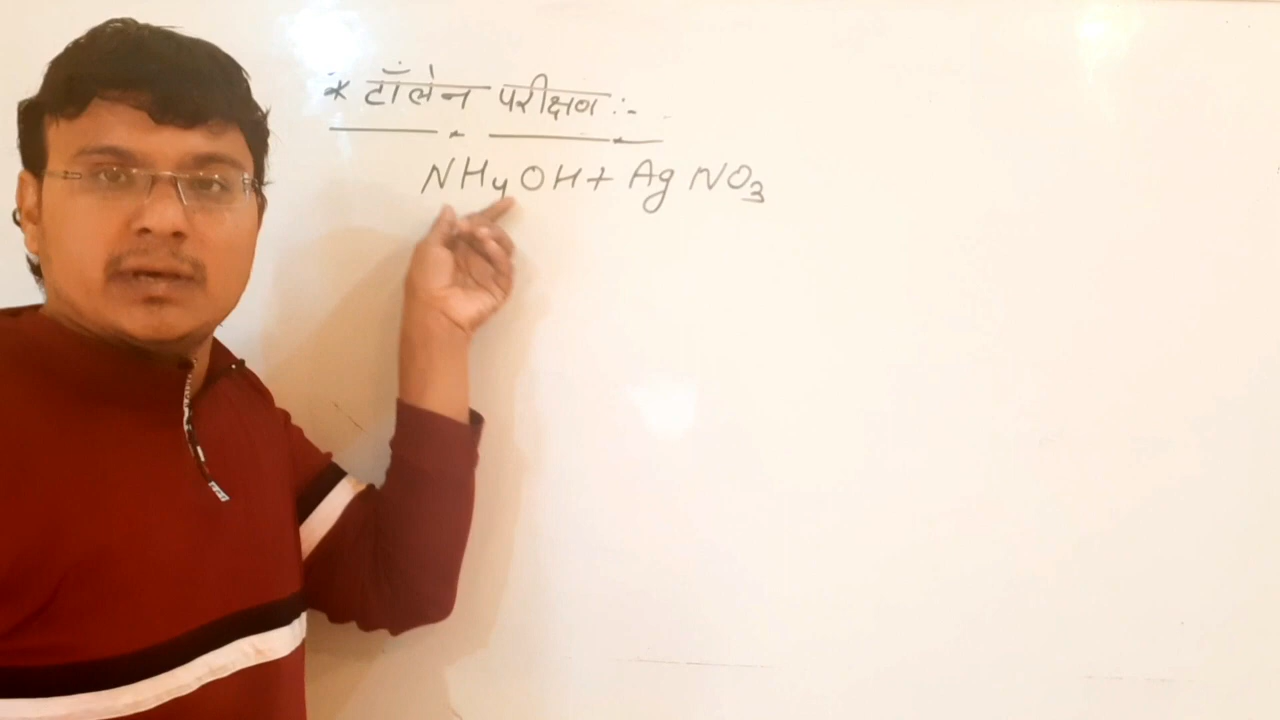 * टॉलेन परीक्षण :-
NH4OH + AgNO3